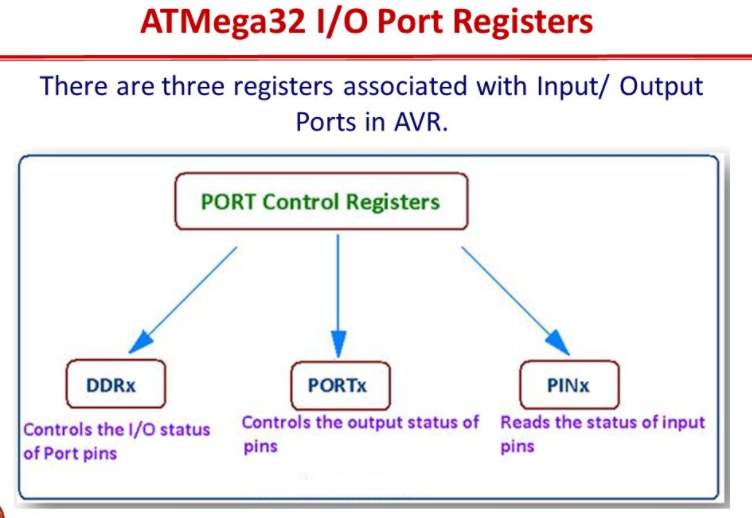 ATMega32 I/O Port Registers
There are three registers associated with Input/ Output
Ports in AVR.
PORT Control Registers
DDRx
Controls the I/O status
of Port pins
PORTx
Controls the output status of
pins
PINx
Reads the status of input
pins